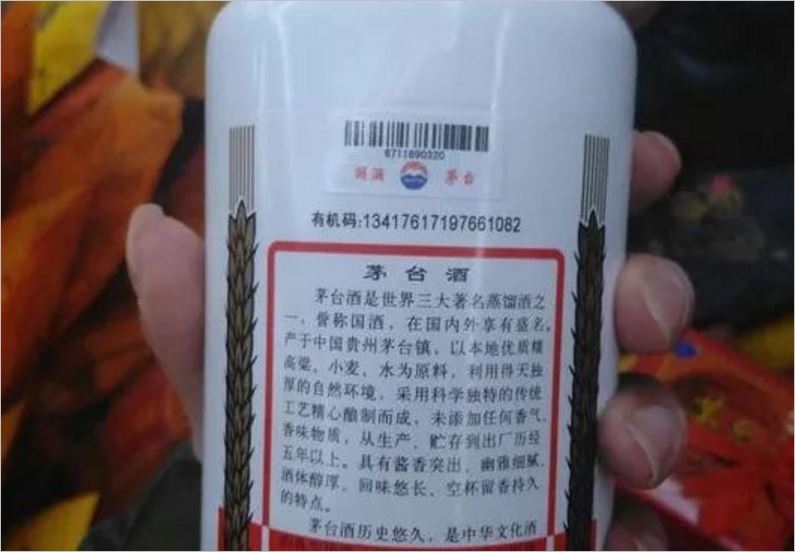 6711890320
国酒 茅台
有机码:13417617197661082
茅台酒
茅台酒是世界三大著名蒸馏酒之
一，誉称国酒，在国内外享有盛名。
产于中国贵州茅台镇，以本地优质糯
高粱、小麦、水为原料，利用得天独
厚的自然环境，采用科学独特的传统
工艺精心酿制而成，未添加任何香气、
香味物质，从生产、贮存到出厂历经
五年以上。具有酱香突出、幽雅细腻、
酒体醇厚、回味悠长、空杯留香持久
的特点。
茅台酒历史悠久，是中华文化酒